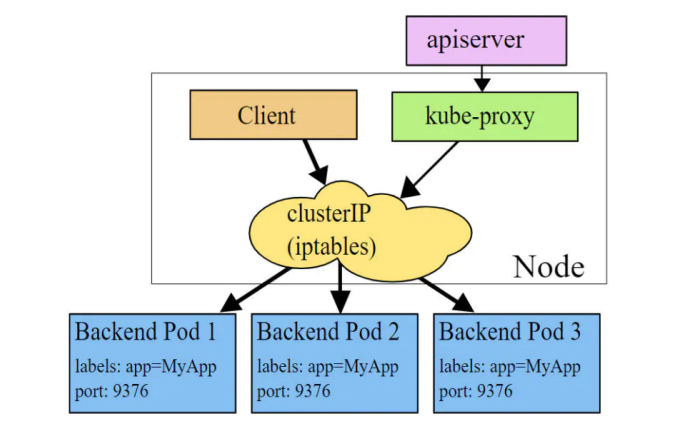 apiserver
Client
kube-proxy
clusterIP
(iptables)
Node
Backend Pod 1
labels: app=MyApp
port: 9376
Backend Pod 2
labels: app=MyApp
port: 9376
Backend Pod 3
labels: app=MyApp
port: 9376